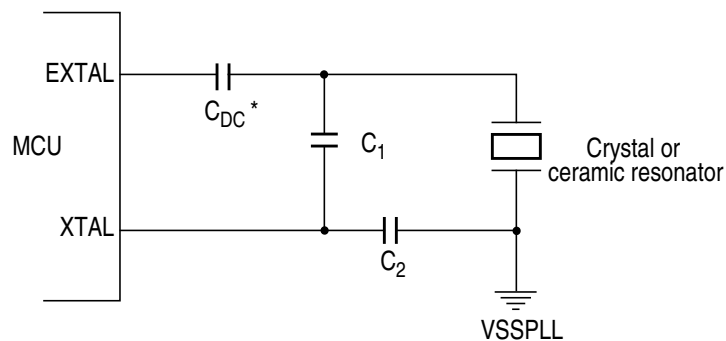 EXTAL
C_DC *
MCU
C_1
Crystal or
ceramic resonator
XTAL
C_2
VSSPLL